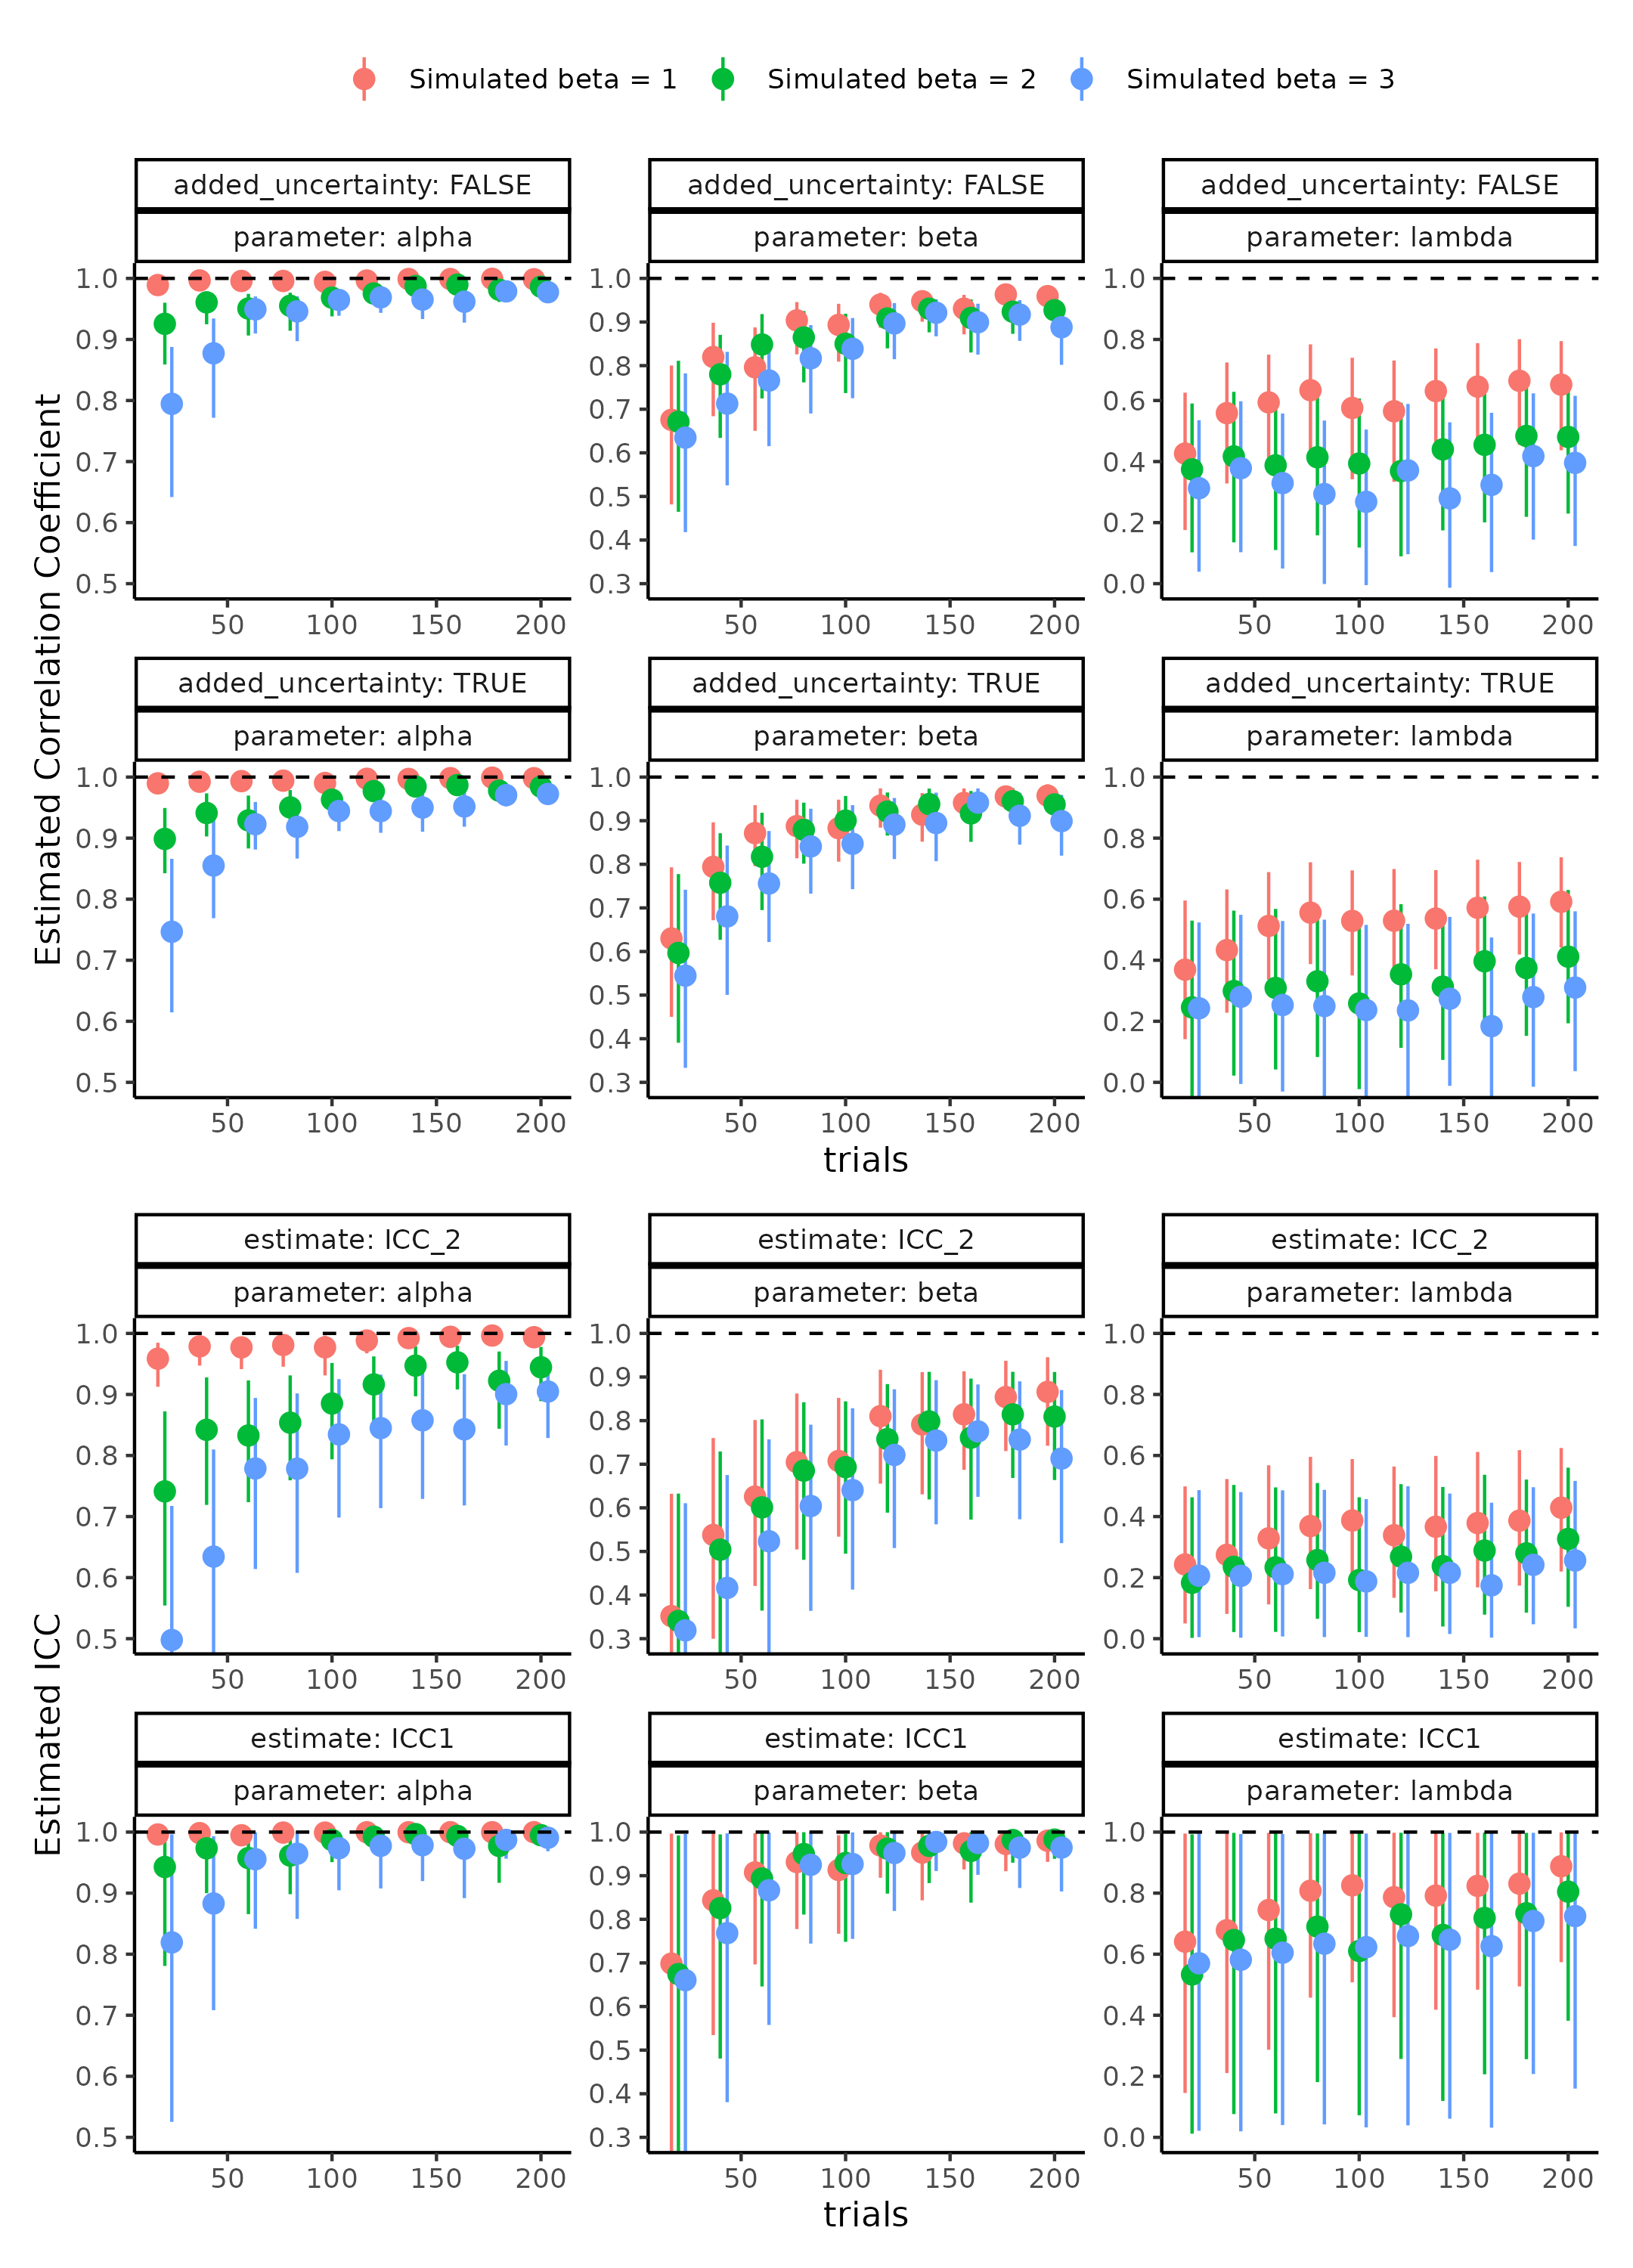 Simulated beta = 1 Simulated beta = 2 Simulated beta = 3
added_uncertainty: FALSE added_uncertainty: FALSE added_uncertainty: FALSE
parameter: alpha parameter: beta parameter: lambda
1.0 0.9 0.8 0.7 0.6 0.5
1.0 0.9 0.8 0.7 0.6 0.5 0.4 0.3
1.0 0.8 0.6 0.4 0.2 0.0
50 100 150 200 50 100 150 200 50 100 150 200
Estimated Correlation Coefficient
added_uncertainty: TRUE added_uncertainty: TRUE added_uncertainty: TRUE
parameter: alpha parameter: beta parameter: lambda
1.0 0.9 0.8 0.7 0.6 0.5
1.0 0.9 0.8 0.7 0.6 0.5 0.4 0.3
1.0 0.8 0.6 0.4 0.2 0.0
50 100 150 200 50 100 150 200 50 100 150 200
trials
estimate: ICC_2 estimate: ICC_2 estimate: ICC_2
parameter: alpha parameter: beta parameter: lambda
1.0 0.9 0.8 0.7 0.6 0.5
1.0 0.9 0.8 0.7 0.6 0.5 0.4 0.3
1.0 0.8 0.6 0.4 0.2 0.0
50 100 150 200 50 100 150 200 50 100 150 200
Estimated ICC
estimate: ICC1 estimate: ICC1 estimate: ICC1
parameter: alpha parameter: beta parameter: lambda
1.0 0.9 0.8 0.7 0.6 0.5
1.0 0.9 0.8 0.7 0.6 0.5 0.4 0.3
1.0 0.8 0.6 0.4 0.2 0.0
50 100 150 200 50 100 150 200 50 100 150 200
trials